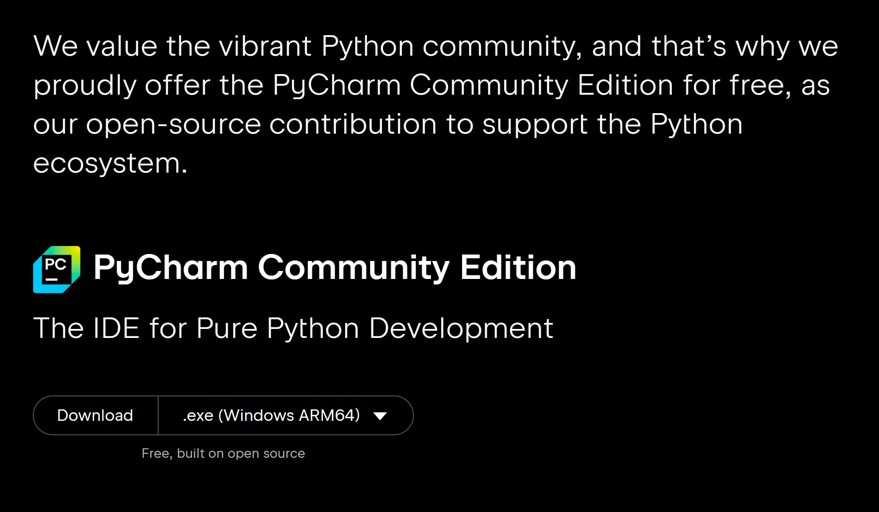 We value the vibrant Python community, and that’s why we
proudly offer the PyCharm Community Edition for free, as
our open-source contribution to support the Python
ecosystem.
PC
PyCharm Community Edition
The IDE for Pure Python Development
Download
.exe (Windows ARM64)
Free, built on open source